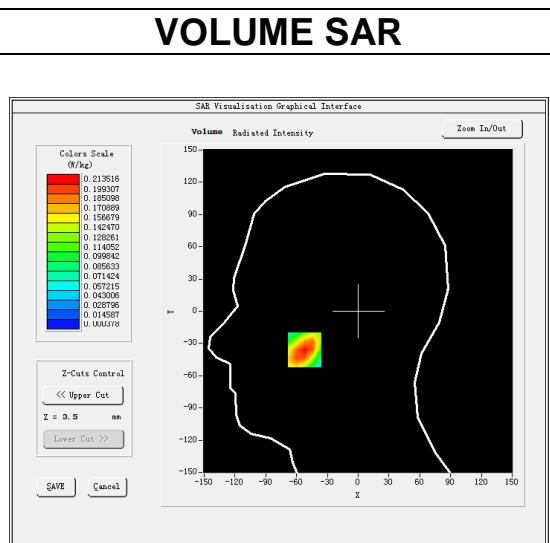 VOLUME SAR
SAR Visualisation Graphical Interface
Volume Radiated Intensity
Zoom In/Out
Colors Scale
(W/kg)
0.213516
0.199307
0.185098
0.170889
0.156679
0.142470
0.128261
0.114052
0.099842
0.085633
0.071424
0.057215
0.043006
0.028796
0.014587
0.000378
Z-Cuts Control
<< Upper Cut
Z = 0.5 mm
Lower Cut >>
SAVE Cancel
150
120
90
60
30
0
-30
-60
-90
-120
-150
Y
-150 -120 -90 -60 -30 0 30 60 90 120 150
X